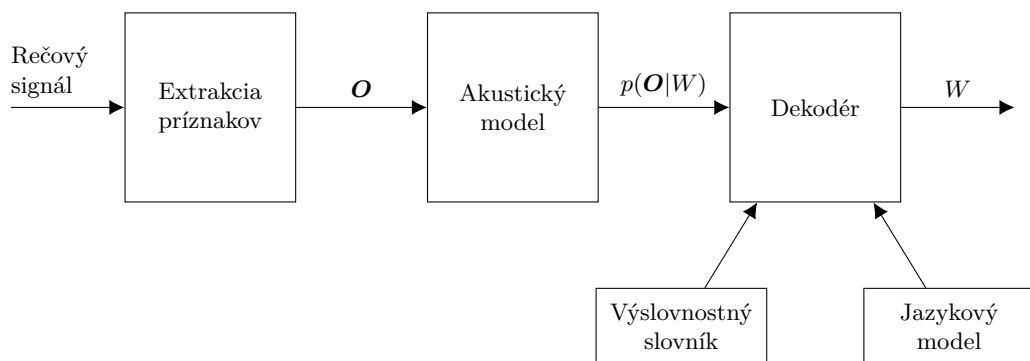 Rečový
signál
Extrakcia
príznakov
O
Akustický
model
p(O|W)
Dekodér
W
Výslovnostný
slovník
Jazykový
model